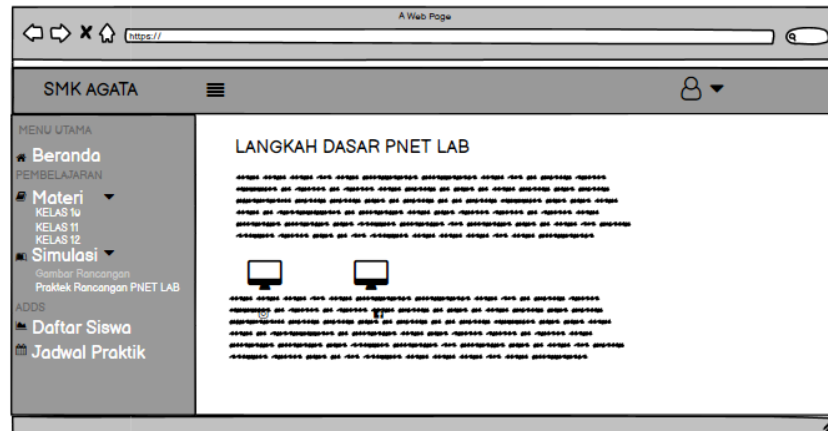 A Web Page
https://
SMK AGATA
MENU UTAMA
Beranda
PEMBELAJARAN
Materi
KELAS 10
KELAS 11
KELAS 12
Simulasi
Gambar Rancangan
Praktek Rancangan PNET LAB
ADDS
Daftar Siswa
Jadwal Praktik
LANGKAH DASAR PNET LAB